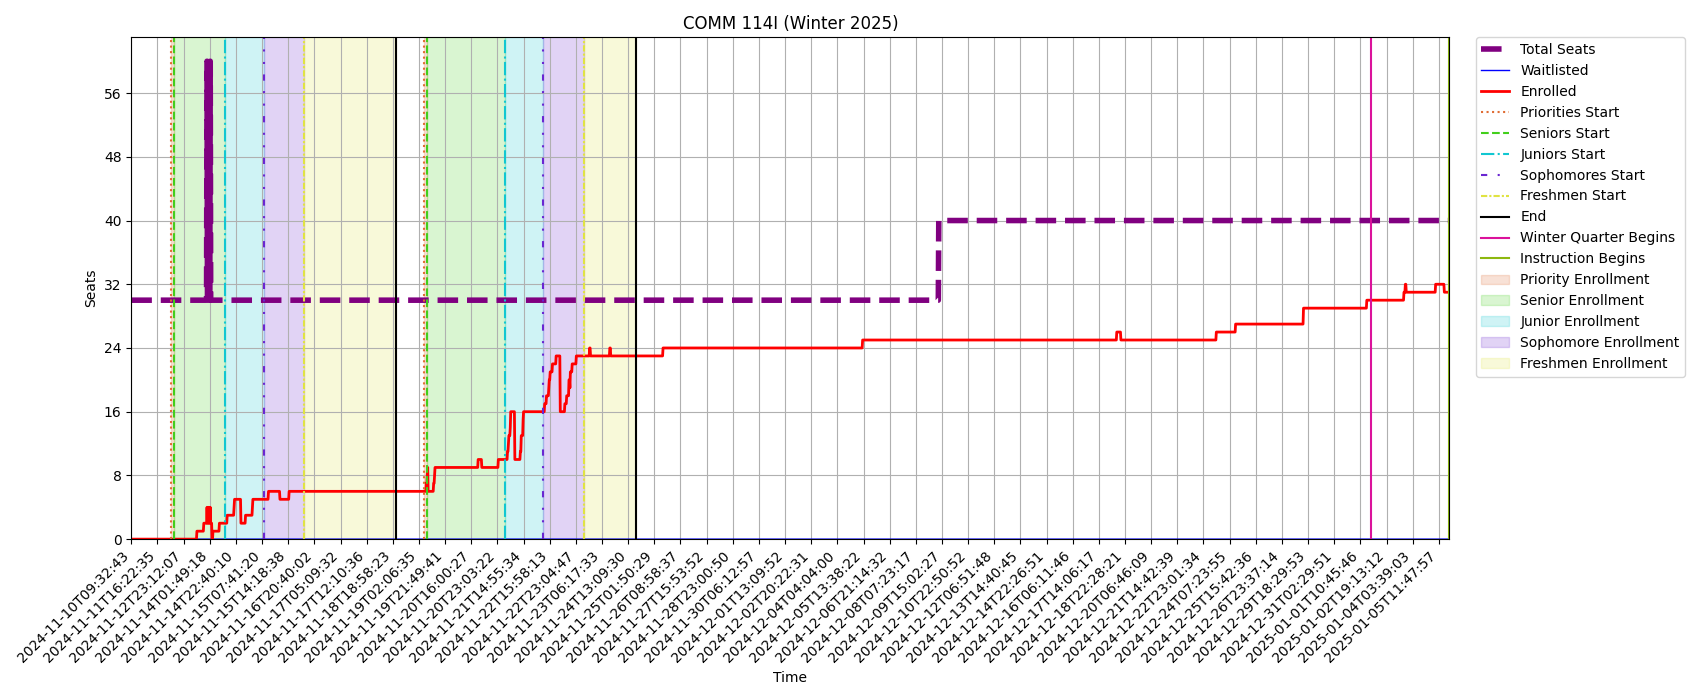 COMM 114I (Winter 2025)
Total Seats
Waitlisted
Enrolled
Priorities Start
Seniors Start
Juniors Start
Sophomores Start
Freshmen Start
End
Winter Quarter Begins
Instruction Begins
Priority Enrollment
Senior Enrollment
Junior Enrollment
Sophomore Enrollment
Freshmen Enrollment
Seats
56
48
40
32
24
16
8
0
2024-11-10T09:32:43
2024-11-11T16:22:35
2024-11-12T23:12:07
2024-11-14T01:49:18
2024-11-14T22:40:10
2024-11-15T07:41:20
2024-11-15T14:18:38
2024-11-16T20:40:02
2024-11-17T05:09:32
2024-11-17T12:10:36
2024-11-18T18:58:23
2024-11-19T02:06:35
2024-11-19T21:49:41
2024-11-20T16:00:27
2024-11-20T23:03:22
2024-11-21T14:55:34
2024-11-22T11:58:13
2024-11-22T23:04:47
2024-11-23T06:17:33
2024-11-24T13:09:30
2024-11-25T01:50:29
2024-11-26T08:58:37
2024-11-27T15:53:52
2024-11-28T23:00:50
2024-11-30T06:12:57
2024-12-01T13:09:52
2024-12-02T20:22:31
2024-12-04T04:04:00
2024-12-05T13:38:22
2024-12-06T21:14:32
2024-12-08T07:23:17
2024-12-09T15:02:27
2024-12-10T22:50:52
2024-12-12T06:51:48
2024-12-13T14:40:45
2024-12-14T22:26:51
2024-12-16T06:11:46
2024-12-17T14:06:17
2024-12-18T22:28:21
2024-12-20T06:46:09
2024-12-21T14:42:39
2024-12-22T23:01:34
2024-12-24T07:23:55
2024-12-25T15:42:36
2024-12-26T23:37:14
2024-12-29T18:29:53
2024-12-31T02:29:51
2025-01-01T10:45:46
2025-01-02T19:13:12
2025-01-04T03:39:03
2025-01-05T11:47:57
Time